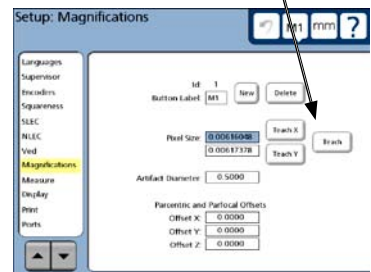 Setup: Magnifications
M1 mm ?
Languages
Supervisor
Encoders
Squareness
SLEC
NLEC
Ved
Magnifications
Measure
Display
Print
Ports
Id: 1
Button Label: M1 New Delete
Pixel Size: 0.00616048 Teach X
0.00617378 Teach Y
Teach
Artifact Diameter: 0.5000
Parcentric and Parfocal Offsets
Offset X: 0.0000
Offset Y: 0.0000
Offset Z: 0.0000